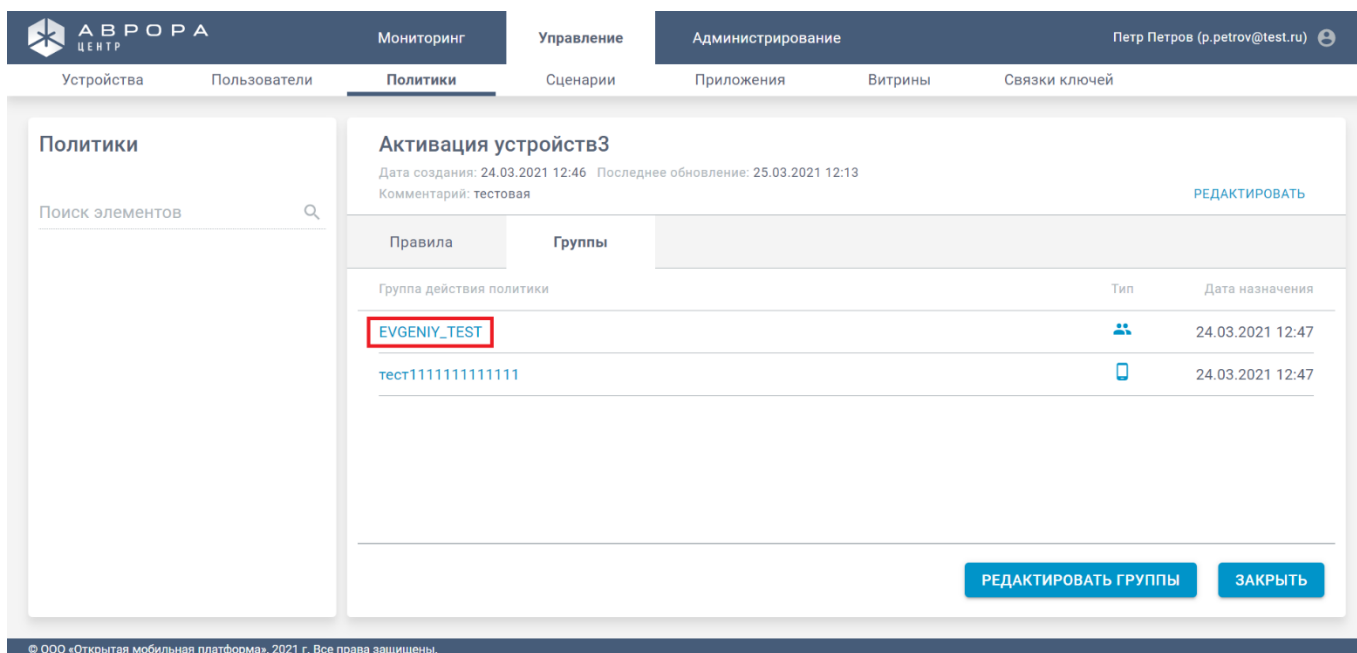 АВРОРА
ЦЕНТР
Мониторинг Управление Администрирование Петр Петров (p.petrov@test.ru)
Устройства Пользователи Политики Сценарии Приложения Витрины Связки ключей
Политики
Поиск элементов
Активация устройств3
Дата создания: 24.03.2021 12:46 Последнее обновление: 25.03.2021 12:13
Комментарий: тестовая
РЕДАКТИРОВАТЬ
Правила Группы
Группа действия политики Тип Дата назначения
EVGENIY_TEST 24.03.2021 12:47
тест1111111111111 24.03.2021 12:47
РЕДАКТИРОВАТЬ ГРУППЫ ЗАКРЫТЬ
© ООО «Открытая мобильная платформа», 2021 г. Все права защищены.